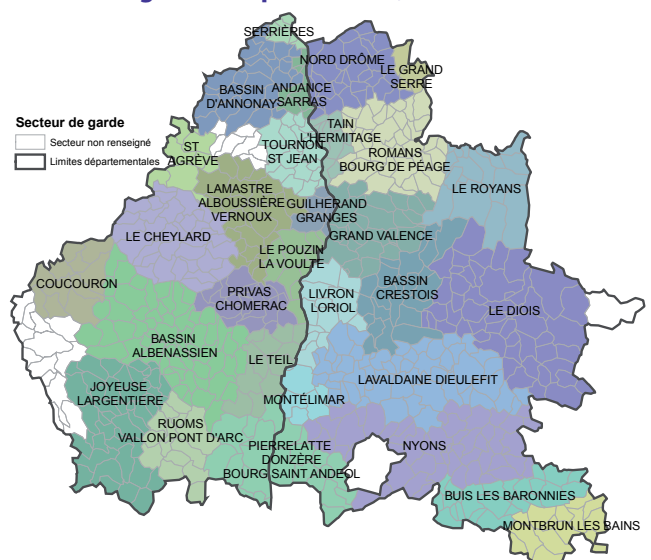 SERRIÈRES
NORD DRÔME
LE GRAND
SERRE
BASSIN
D'ANNONAY
ANDANCE
SARRAS
Secteur de garde
Secteur non renseigné
Limites départementales
ST
AGRÈVE
TOURNON
ST JEAN
TAIN
L'HERMITAGE
ROMANS
BOURG DE PÉAGE
LE ROYANS
LAMASTRE
ALBOUSSIÈRE
VERNOUX
GUILHERAND
GRANGES
LE CHEYLARD
GRAND VALENCE
LE POUZIN
LA VOULTE
COUCOURON
PRIVAS
CHOMERAC
LIVRON
LORIOL
BASSIN
CRESTOIS
LE DIOIS
BASSIN
ALBENASSIEN
LE TEIL
JOYEUSE
LARGENTIERE
LAVALDAINE DIEULEFIT
MONTÉLIMAR
RUOMS
VALLON PONT D'ARC
PIERRELATTE
DONZÈRE
BOURG SAINT ANDEOL
NYONS
BUIS LES BARONNIES
MONTBRUN LES BAINS